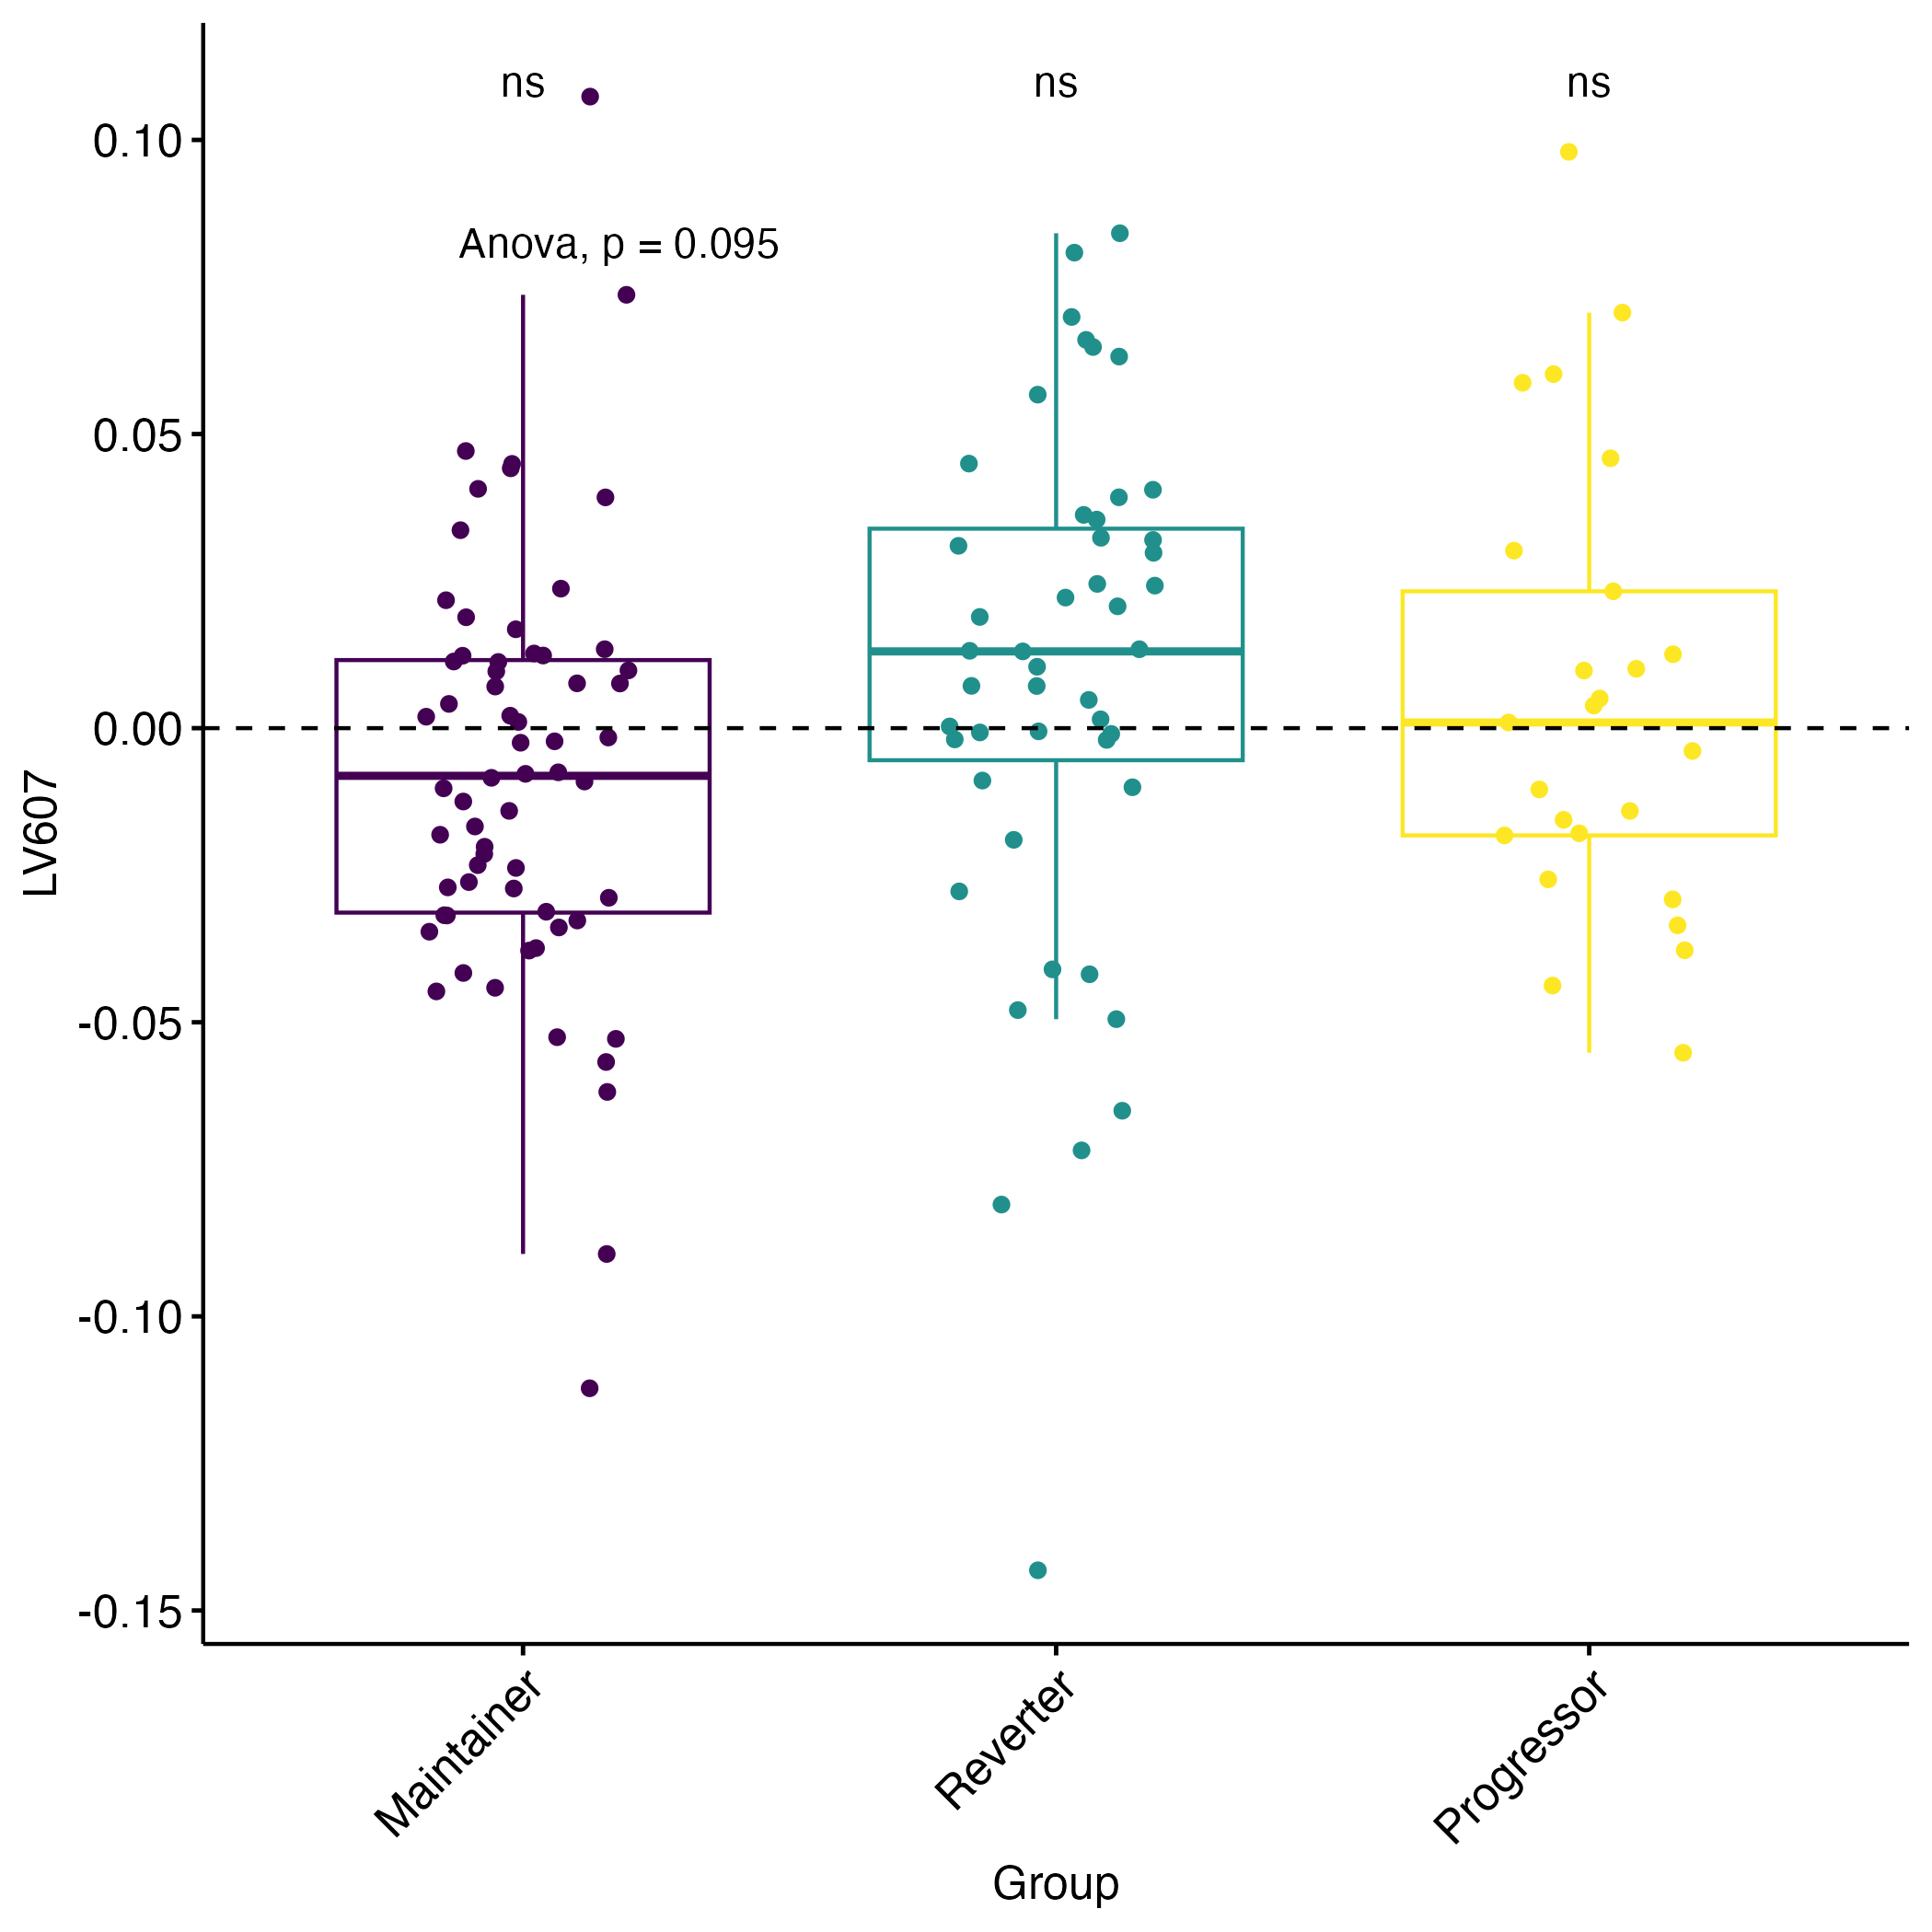 ns ns ns
Anova, p = 0.095
0.10
0.05
0.00
-0.05
-0.10
-0.15
LV607
Maintainer Reverter Progressor
Group